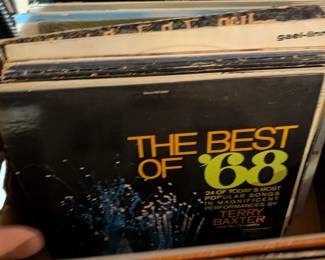 gael-linn
THE BEST
OF '68
24 OF TODAY'S MOST
POPULAR SONGS
IN MAGNIFICENT
PERFORMANCES BY
TERRY
BAXTER